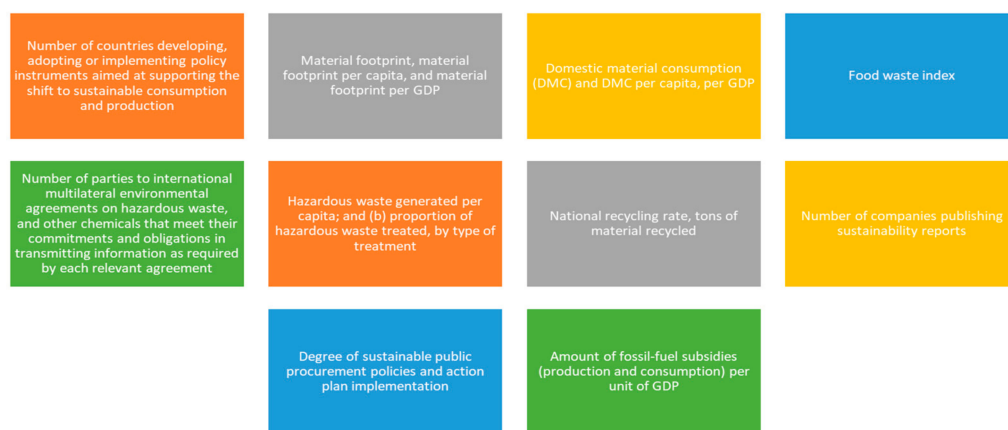 Number of countries developing,
adopting or implementing policy
instruments aimed at supporting the
shift to sustainable consumption
and production
Material footprint, material
footprint per capita, and material
footprint per GDP
Domestic material consumption
(DMC) and DMC per capita, per GDP
Food waste index
Number of parties to international
multilateral environmental
agreements on hazardous waste,
and other chemicals that meet their
commitments and obligations in
transmitting information as required
by each relevant agreement
Hazardous waste generated per
capita; and (b) proportion of
hazardous waste treated, by type of
treatment
National recycling rate, tons of
material recycled
Number of companies publishing
sustainability reports
Degree of sustainable public
procurement policies and action
plan implementation
Amount of fossil-fuel subsidies
(production and consumption) per
unit of GDP